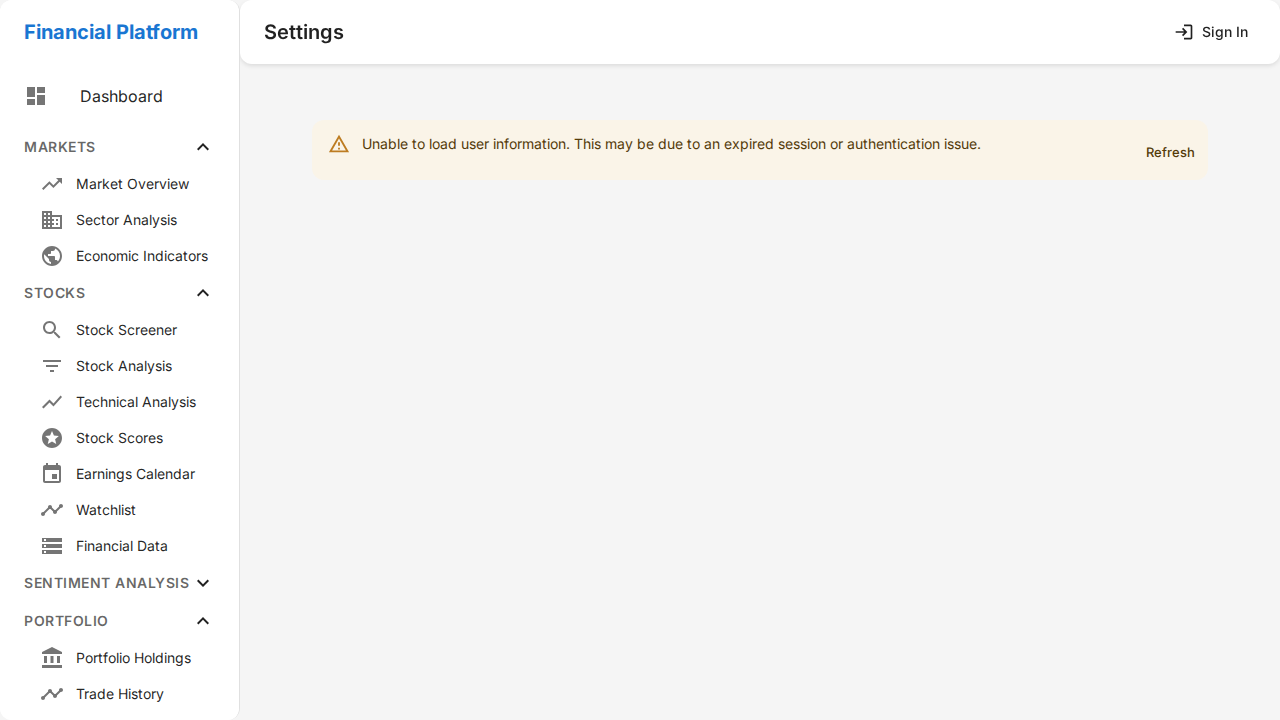 Financial Platform
Settings
Sign In
Dashboard
MARKETS
Market Overview
Sector Analysis
Economic Indicators
STOCKS
Stock Screener
Stock Analysis
Technical Analysis
Stock Scores
Earnings Calendar
Watchlist
Financial Data
SENTIMENT ANALYSIS
PORTFOLIO
Portfolio Holdings
Trade History
Unable to load user information. This may be due to an expired session or authentication issue.
Refresh